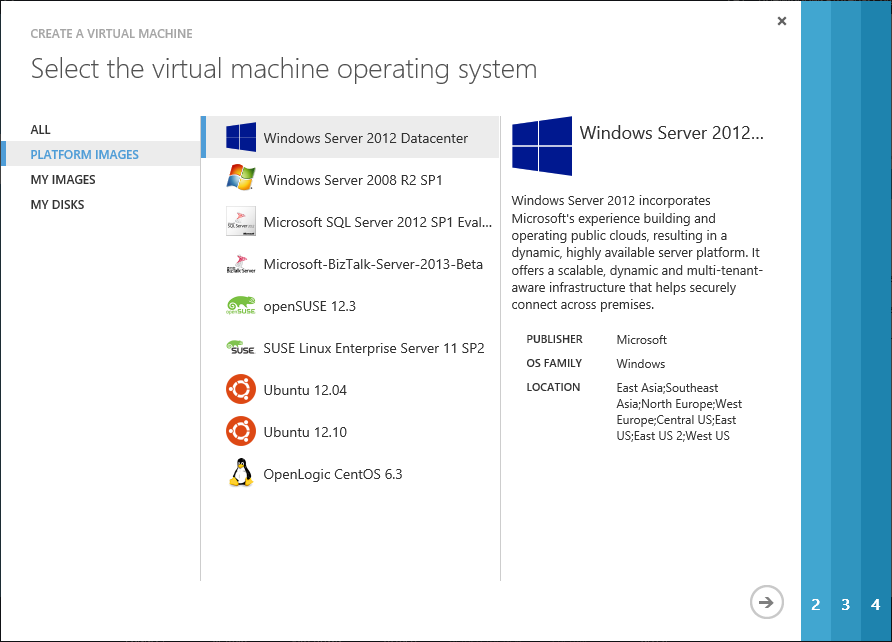 CREATE A VIRTUAL MACHINE
Select the virtual machine operating system
ALL
PLATFORM IMAGES
MY IMAGES
MY DISKS
Windows Server 2012 Datacenter
Windows Server 2008 R2 SP1
Microsoft SQL Server 2012 SP1 Eval...
Microsoft-BizTalk-Server-2013-Beta
BizTalk Server
openSUSE 12.3
openSUSE
SUSE Linux Enterprise Server 11 SP2
SUSE
Ubuntu 12.04
Ubuntu 12.10
OpenLogic CentOS 6.3
Windows Server 2012...
Windows Server 2012 incorporates
Microsoft's experience building and
operating public clouds, resulting in a
dynamic, highly available server platform. It
offers a scalable, dynamic and multi-tenant-
aware infrastructure that helps securely
connect across premises.
PUBLISHER Microsoft
OS FAMILY Windows
LOCATION East Asia;Southeast
Asia;North Europe;West
Europe;Central US;East
US;East US 2;West US
2 3 4